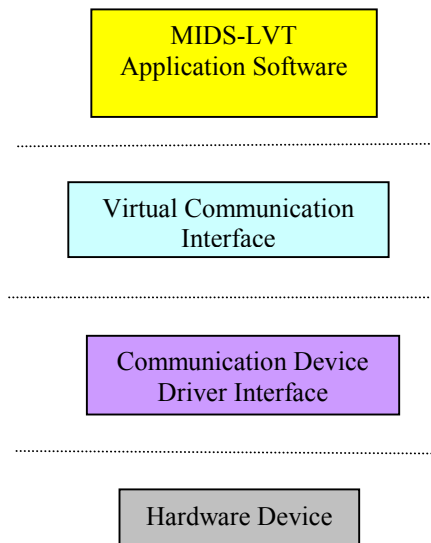 MIDS-LVT
Application Software
Virtual Communication
Interface
Communication Device
Driver Interface
Hardware Device